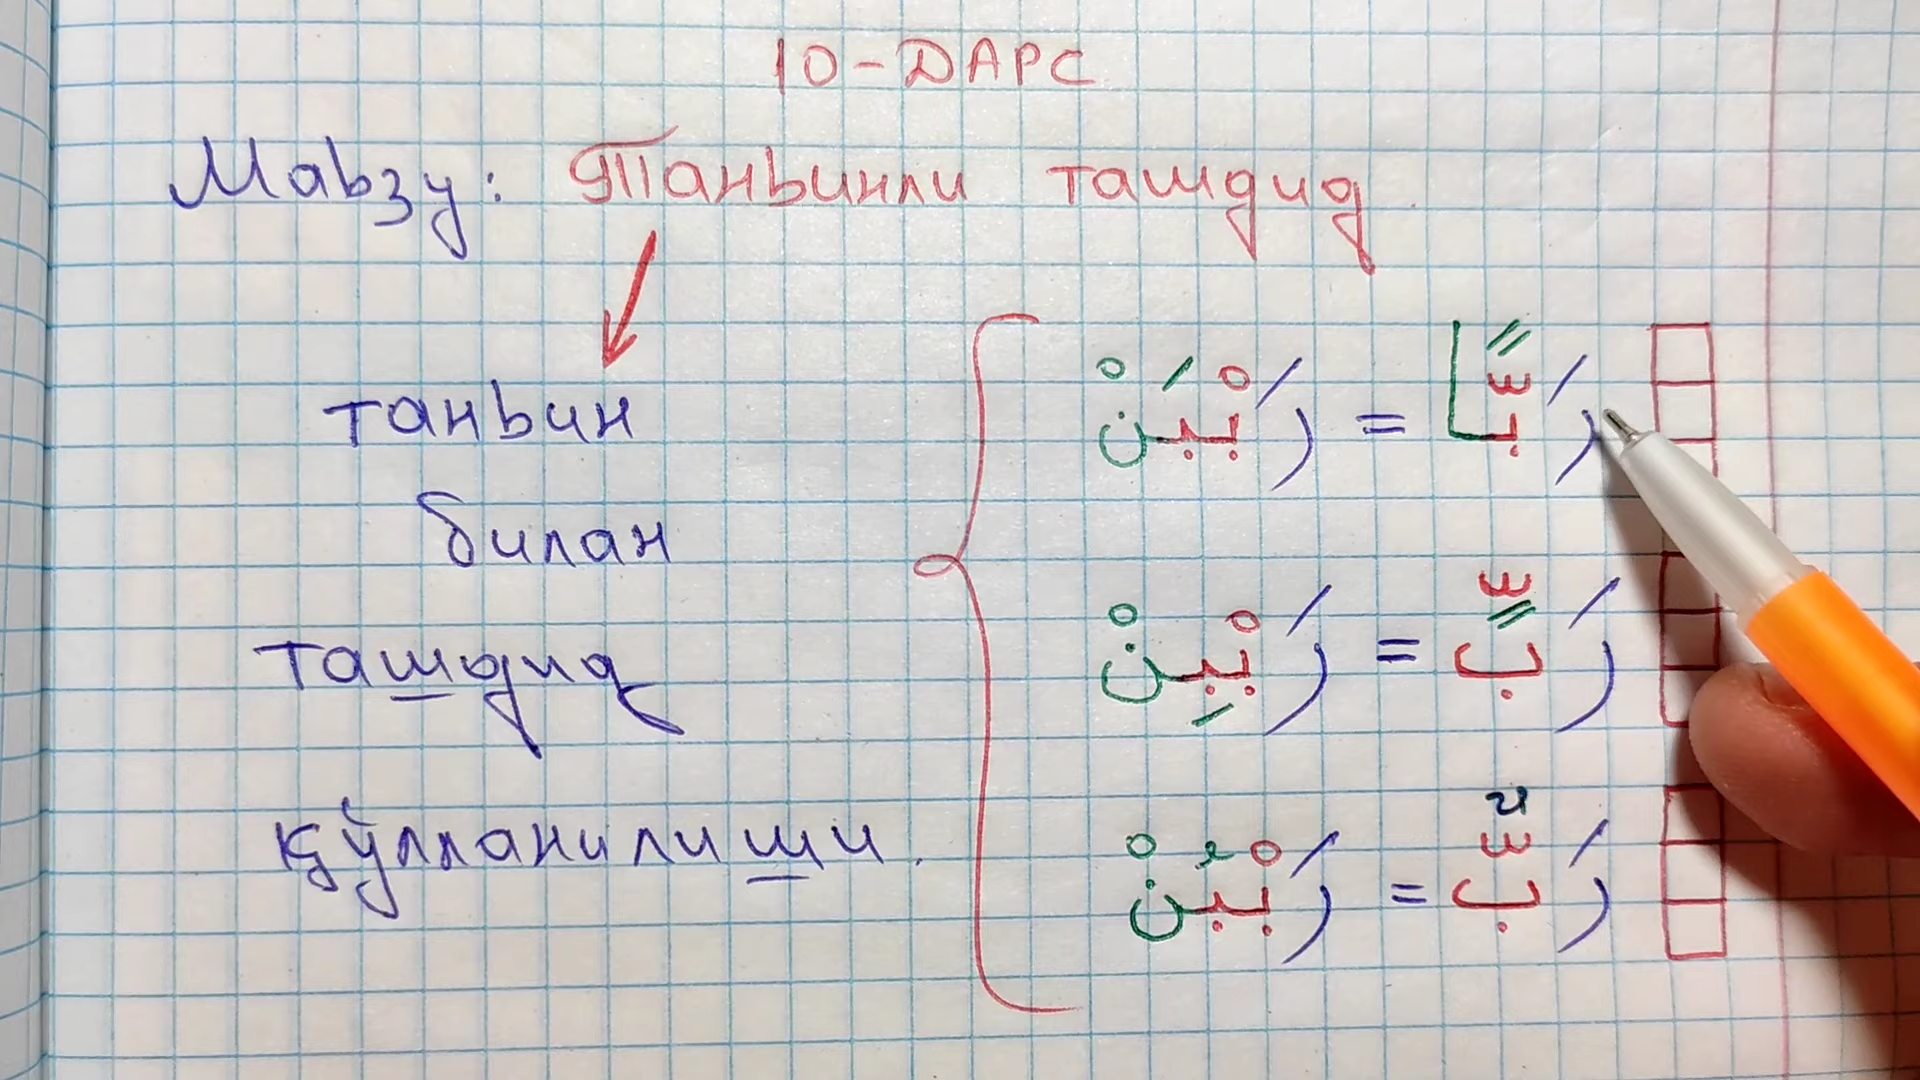 10-ДАРС
Мавзу: Танвинли ташдид.
танвин
билан
ташдид
қўлланилиши.
رَبًّا = رَبْبَنْ
رَبٍّ = رَبْبِنْ
رَبٌّ = رَبْبُنْ